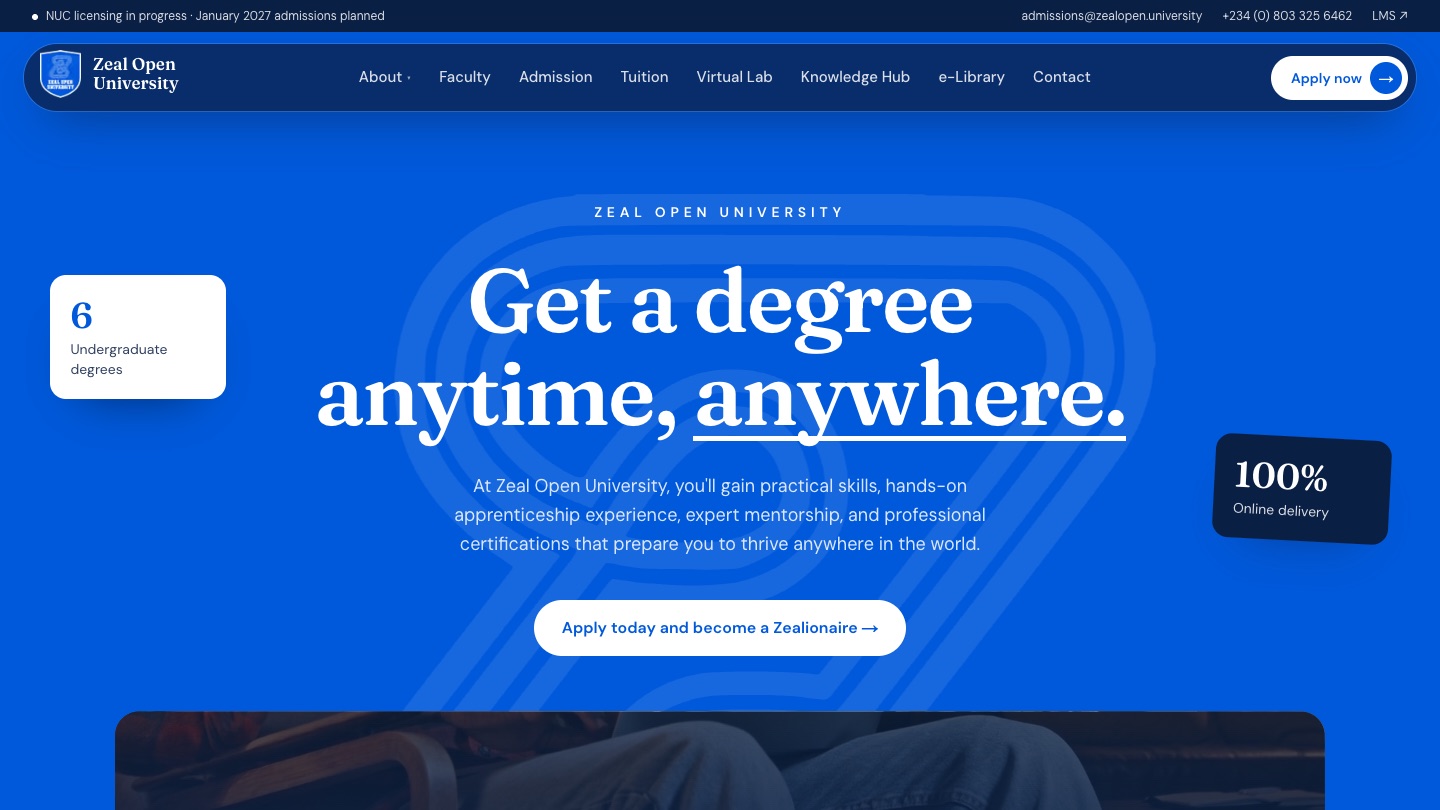 NUC licensing in progress · January 2027 admissions planned
admissions@zealopen.university
+234 (0) 803 325 6462
LMS ↗
ZEAL OPEN
UNIVERSITY
Zeal Open
University
About
Faculty
Admission
Tuition
Virtual Lab
Knowledge Hub
e-Library
Contact
Apply now →
ZEAL OPEN UNIVERSITY
Get a degree
anytime, anywhere.
6
Undergraduate
degrees
100%
Online delivery
At Zeal Open University, you'll gain practical skills, hands-on
apprenticeship experience, expert mentorship, and professional
certifications that prepare you to thrive anywhere in the world.
Apply today and become a Zealionaire →